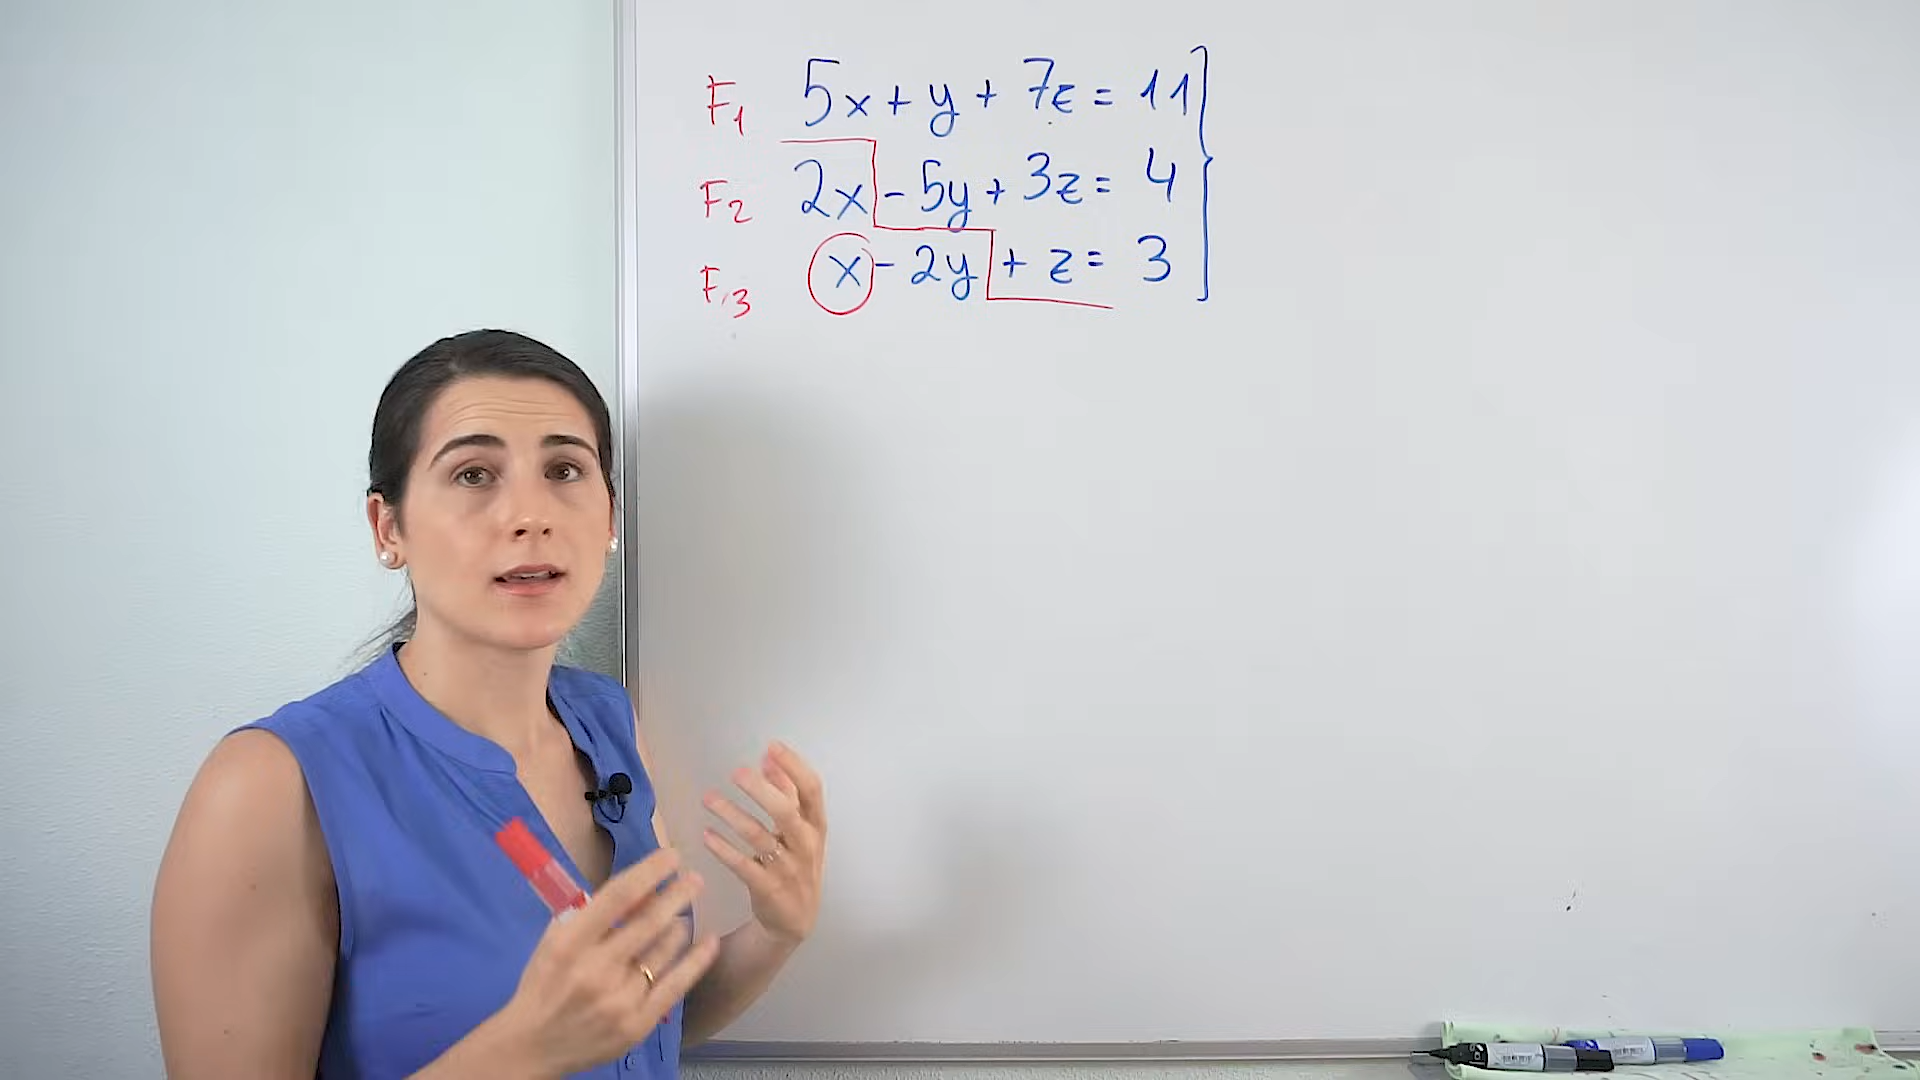 F₁ 5x + y + 7z = 11
F₂ 2x - 5y + 3z = 4
F₃ x - 2y + z = 3